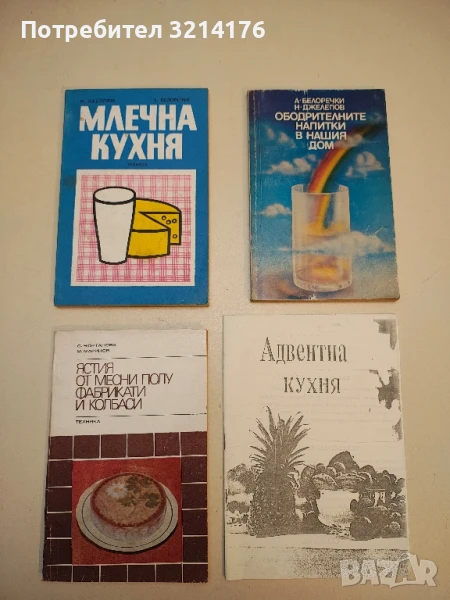 Потребител 3214176
МЛЕЧНА
КУХНЯ
А·БЕЛОРЕЧКИ
Н·ДЖЕЛЕПОВ
ОБОДРИТЕЛНИТЕ
НАПИТКИ
В НАШИЯ
ДОМ
ЯСТИЯ
ОТ МЕСНИ ПОЛУ
ФАБРИКАТИ
И КОЛБАСИ
ТЕХНИКА
Адвентна
КУХНЯ
BAZAR